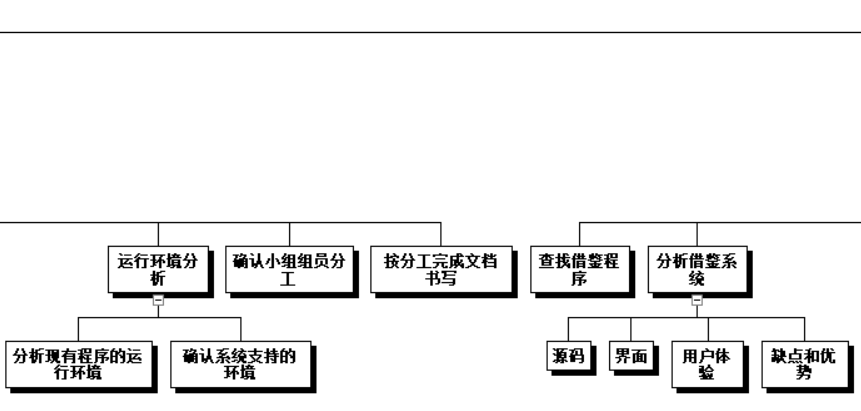 运行环境分
析
确认小组组员分
工
按分工完成文档
书写
查找借鉴程
序
分析借鉴系
统
分析现有程序的运
行环境
确认系统支持的
环境
源码
界面
用户体
验
缺点和优
势